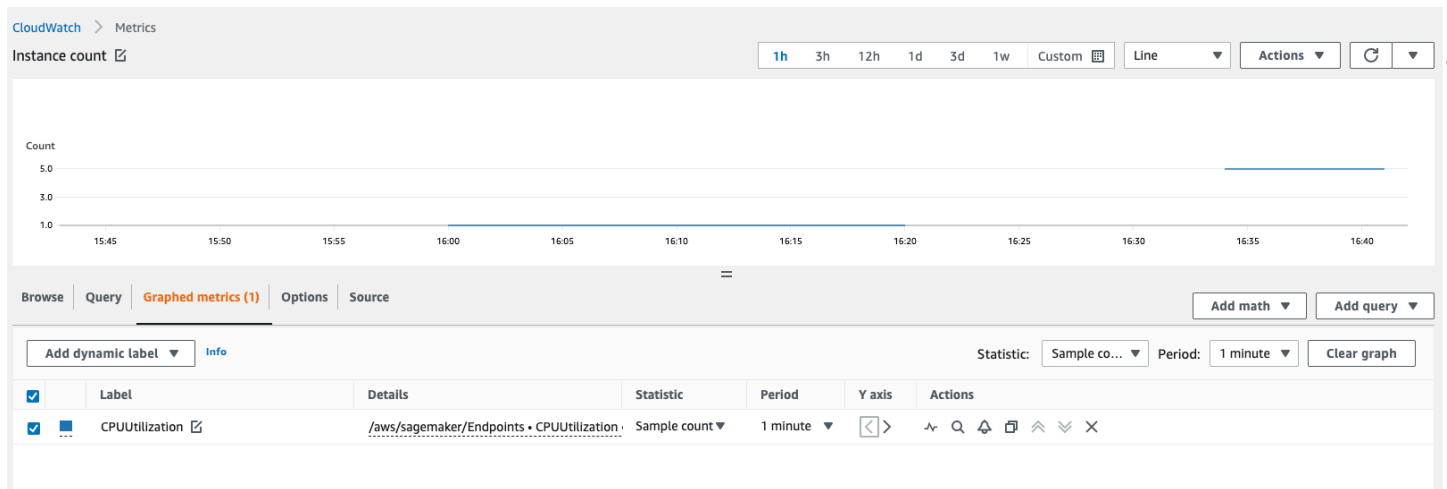 CloudWatch > Metrics
Instance count
1h 3h 12h 1d 3d 1w Custom Line Actions
Count
5.0
3.0
1.0
15:45 15:50 15:55 16:00 16:05 16:10 16:15 16:20 16:25 16:30 16:35 16:40
Browse Query Graphed metrics (1) Options Source
Add math Add query
Add dynamic label Info Statistic: Sample co... Period: 1 minute Clear graph
Label Details Statistic Period Y axis Actions
CPUUtilization /aws/sagemaker/Endpoints • CPUUtilization • Sample count 1 minute